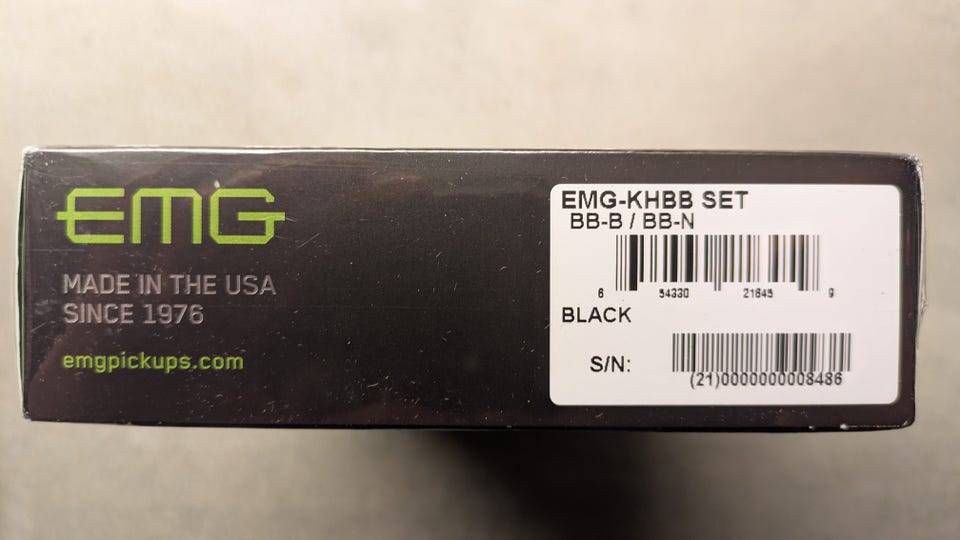 EMG
MADE IN THE USA
SINCE 1976
emgpickups.com
EMG-KHBB SET
BB-B / BB-N
6 54330 21645 9
BLACK
S/N:
(21)0000000008486